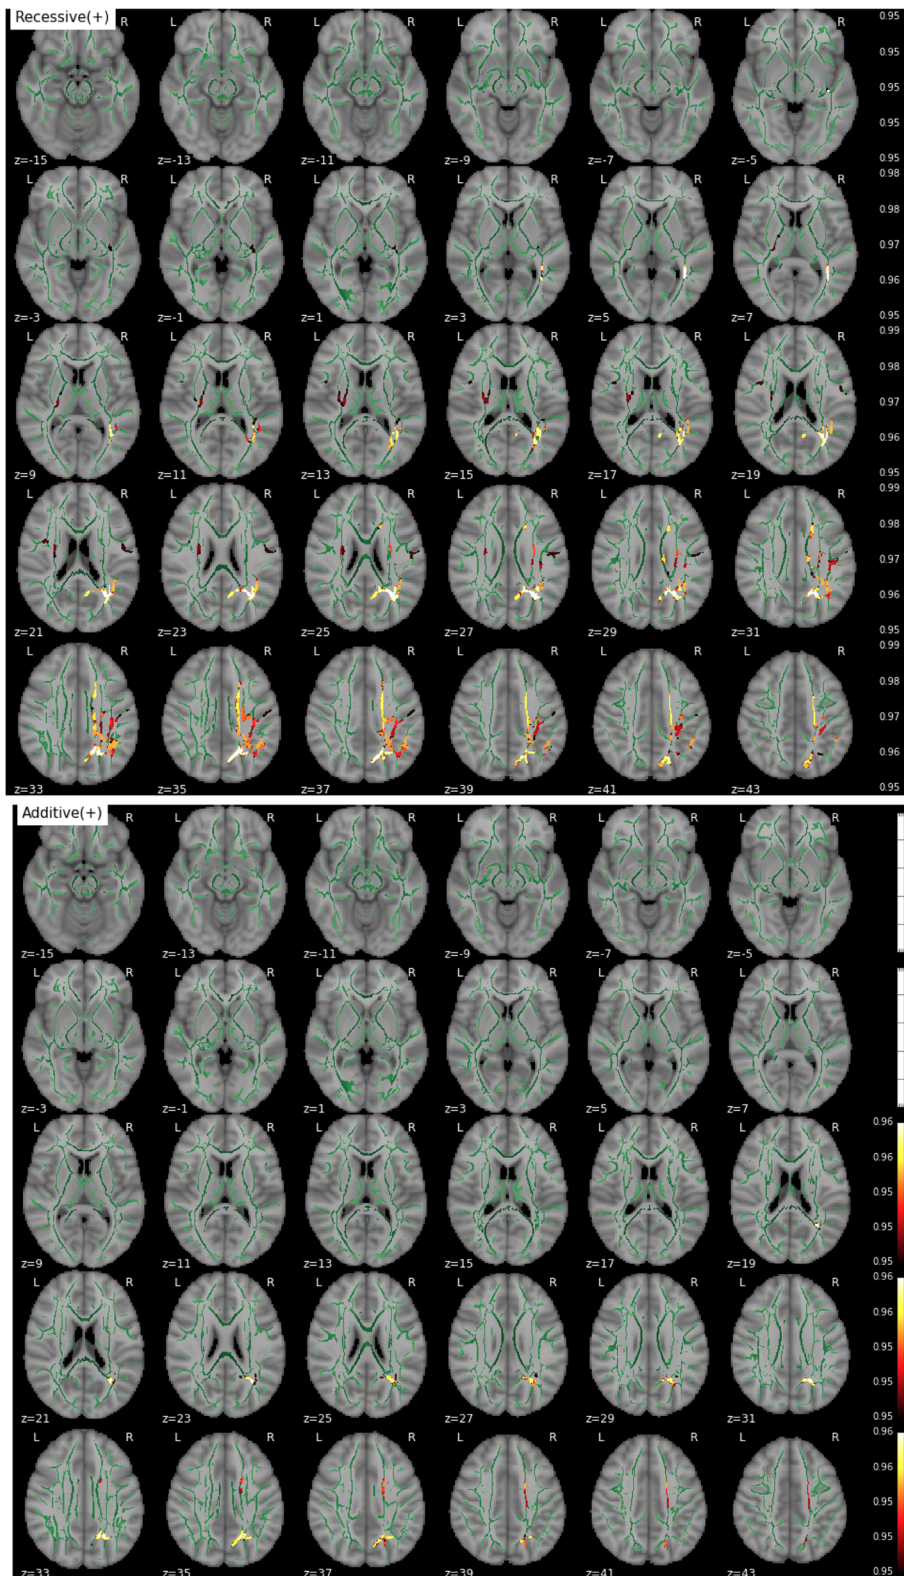 Recessive(+)
L R L R L R L R L R L R
0.95
0.95
0.95
0.95
z=-15 z=-13 z=-11 z=-9 z=-7 z=-5
0.95
0.98
L R L R L R L R L R L R
0.98
0.97
0.96
z=-3 z=-1 z=1 z=3 z=5 z=7
0.95
0.99
L R L R L R L R L R L R
0.98
0.97
0.96
z=9 z=11 z=13 z=15 z=17 z=19
0.95
0.99
L R L R L R L R L R L R
0.98
0.97
0.96
z=21 z=23 z=25 z=27 z=29 z=31
0.95
0.99
L R L R L R L R L R L R
0.98
0.97
0.96
z=33 z=35 z=37 z=39 z=41 z=43
0.95
Additive(+)
R L R L R L R L R L R
z=-15 z=-13 z=-11 z=-9 z=-7 z=-5
L R L R L R L R L R L R
z=-3 z=-1 z=1 z=3 z=5 z=7
0.96
L R L R L R L R L R L R
0.96
0.95
0.95
z=9 z=11 z=13 z=15 z=17 z=19
0.95
0.96
L R L R L R L R L R L R
0.96
0.95
0.95
z=21 z=23 z=25 z=27 z=29 z=31
0.95
0.96
L R L R L R L R L R L R
0.96
0.95
0.95
z=33 z=35 z=37 z=39 z=41 z=43
0.95